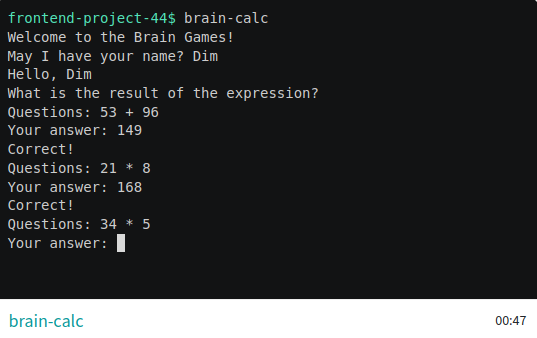 frontend-project-44$ brain-calc
Welcome to the Brain Games!
May I have your name? Dim
Hello, Dim
What is the result of the expression?
Questions: 53 + 96
Your answer: 149
Correct!
Questions: 21 * 8
Your answer: 168
Correct!
Questions: 34 * 5
Your answer:
brain-calc
00:47